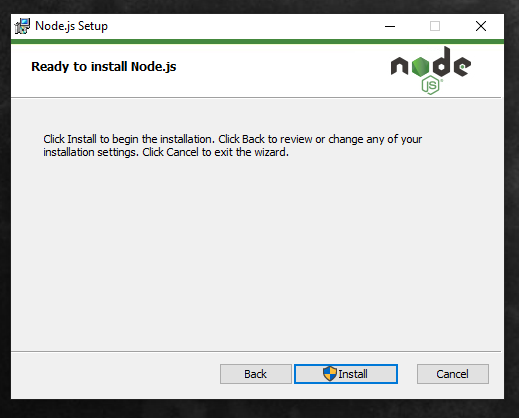 Node.js Setup
Ready to install Node.js
node
JS
Click Install to begin the installation. Click Back to review or change any of your
installation settings. Click Cancel to exit the wizard.
Back
Install
Cancel